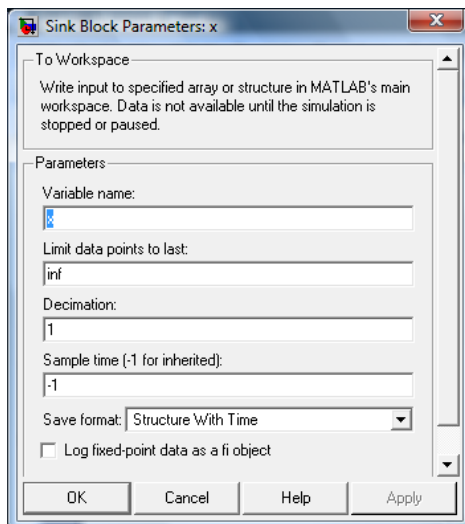 Sink Block Parameters: x
To Workspace
Write input to specified array or structure in MATLAB's main
workspace. Data is not available until the simulation is
stopped or paused.
Parameters
Variable name:
x
Limit data points to last:
inf
Decimation:
1
Sample time (-1 for inherited):
-1
Save format: Structure With Time
Log fixed-point data as a fi object
OK Cancel Help Apply